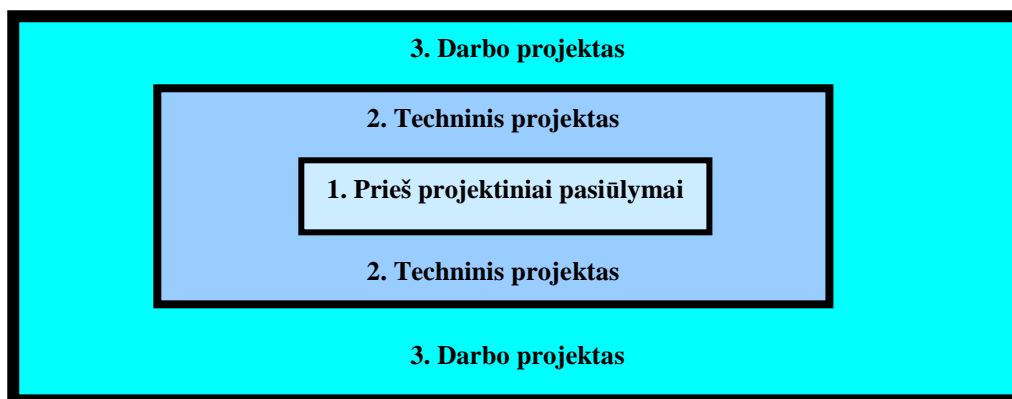 3. Darbo projektas
2. Techninis projektas
1. Prieš projektiniai pasiūlymai
2. Techninis projektas
3. Darbo projektas